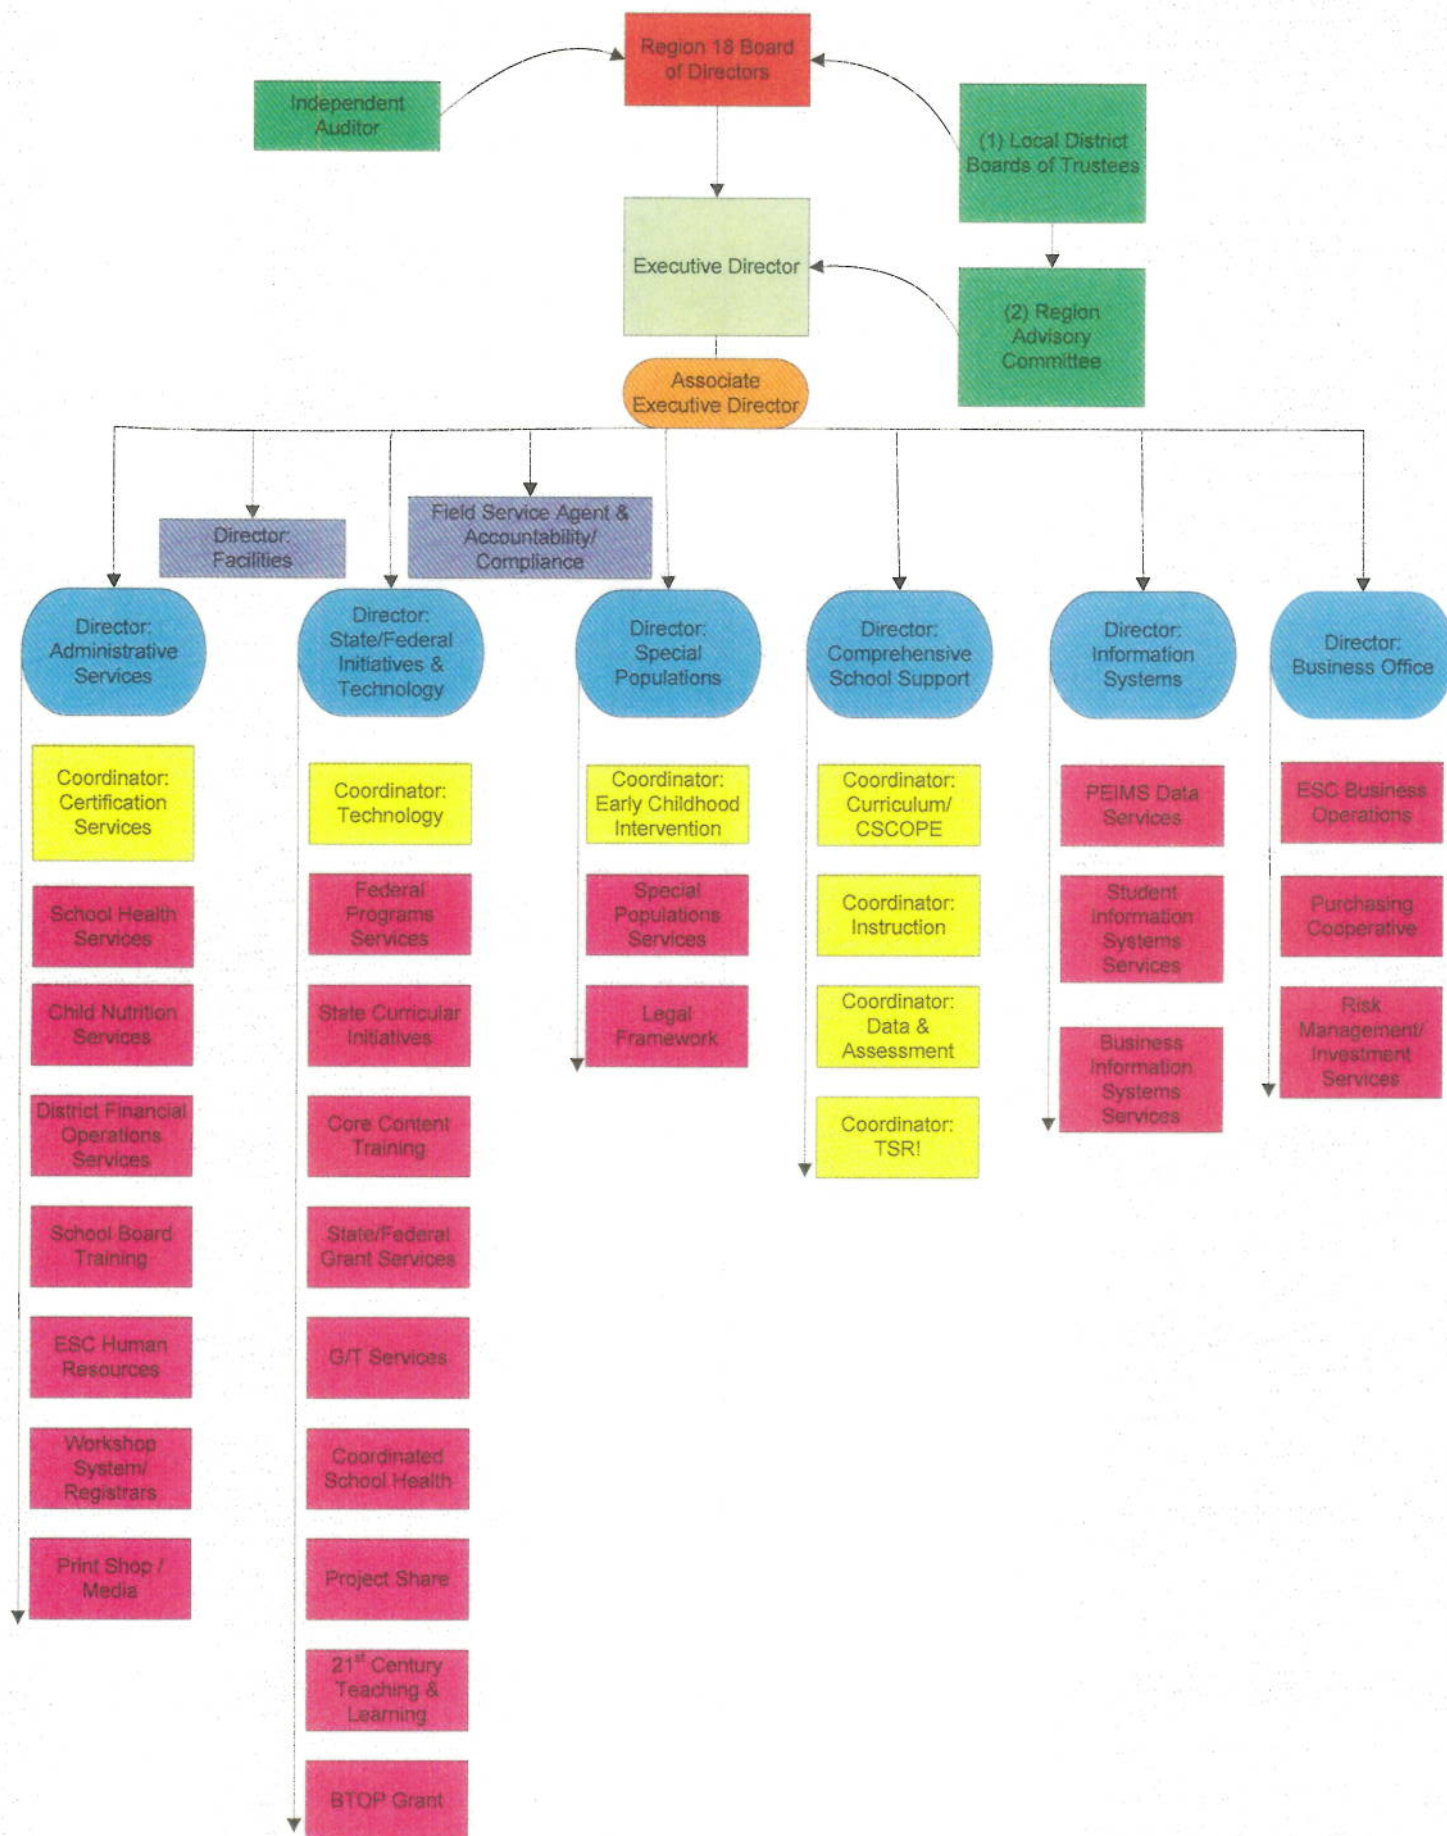 Region 18 Board
of Directors
Independent
Auditor
(1) Local District
Boards of Trustees
Executive Director
(2) Region
Advisory
Committee
Associate
Executive Director
Director:
Facilities
Field Service Agent &
Accountability/
Compliance
Director:
Administrative
Services
Director:
State/Federal
Initiatives &
Technology
Director:
Special
Populations
Director:
Comprehensive
School Support
Director:
Information
Systems
Director:
Business Office
Coordinator:
Certification
Services
School Health
Services
Child Nutrition
Services
District Financial
Operations
Services
School Board
Training
ESC Human
Resources
Workshop
System/
Registrars
Print Shop /
Media
Coordinator:
Technology
Federal
Programs
Services
State Curricular
Initiatives
Core Content
Training
State/Federal
Grant Services
G/T Services
Coordinated
School Health
Project Share
21st Century
Teaching &
Learning
BTOP Grant
Coordinator:
Early Childhood
Intervention
Special
Populations
Services
Legal
Framework
Coordinator:
Curriculum/
CSCOPE
Coordinator:
Instruction
Coordinator:
Data &
Assessment
Coordinator:
TSR!
PEIMS Data
Services
Student
Information
Systems
Services
Business
Information
Systems
Services
ESC Business
Operations
Purchasing
Cooperative
Risk
Management/
Investment
Services